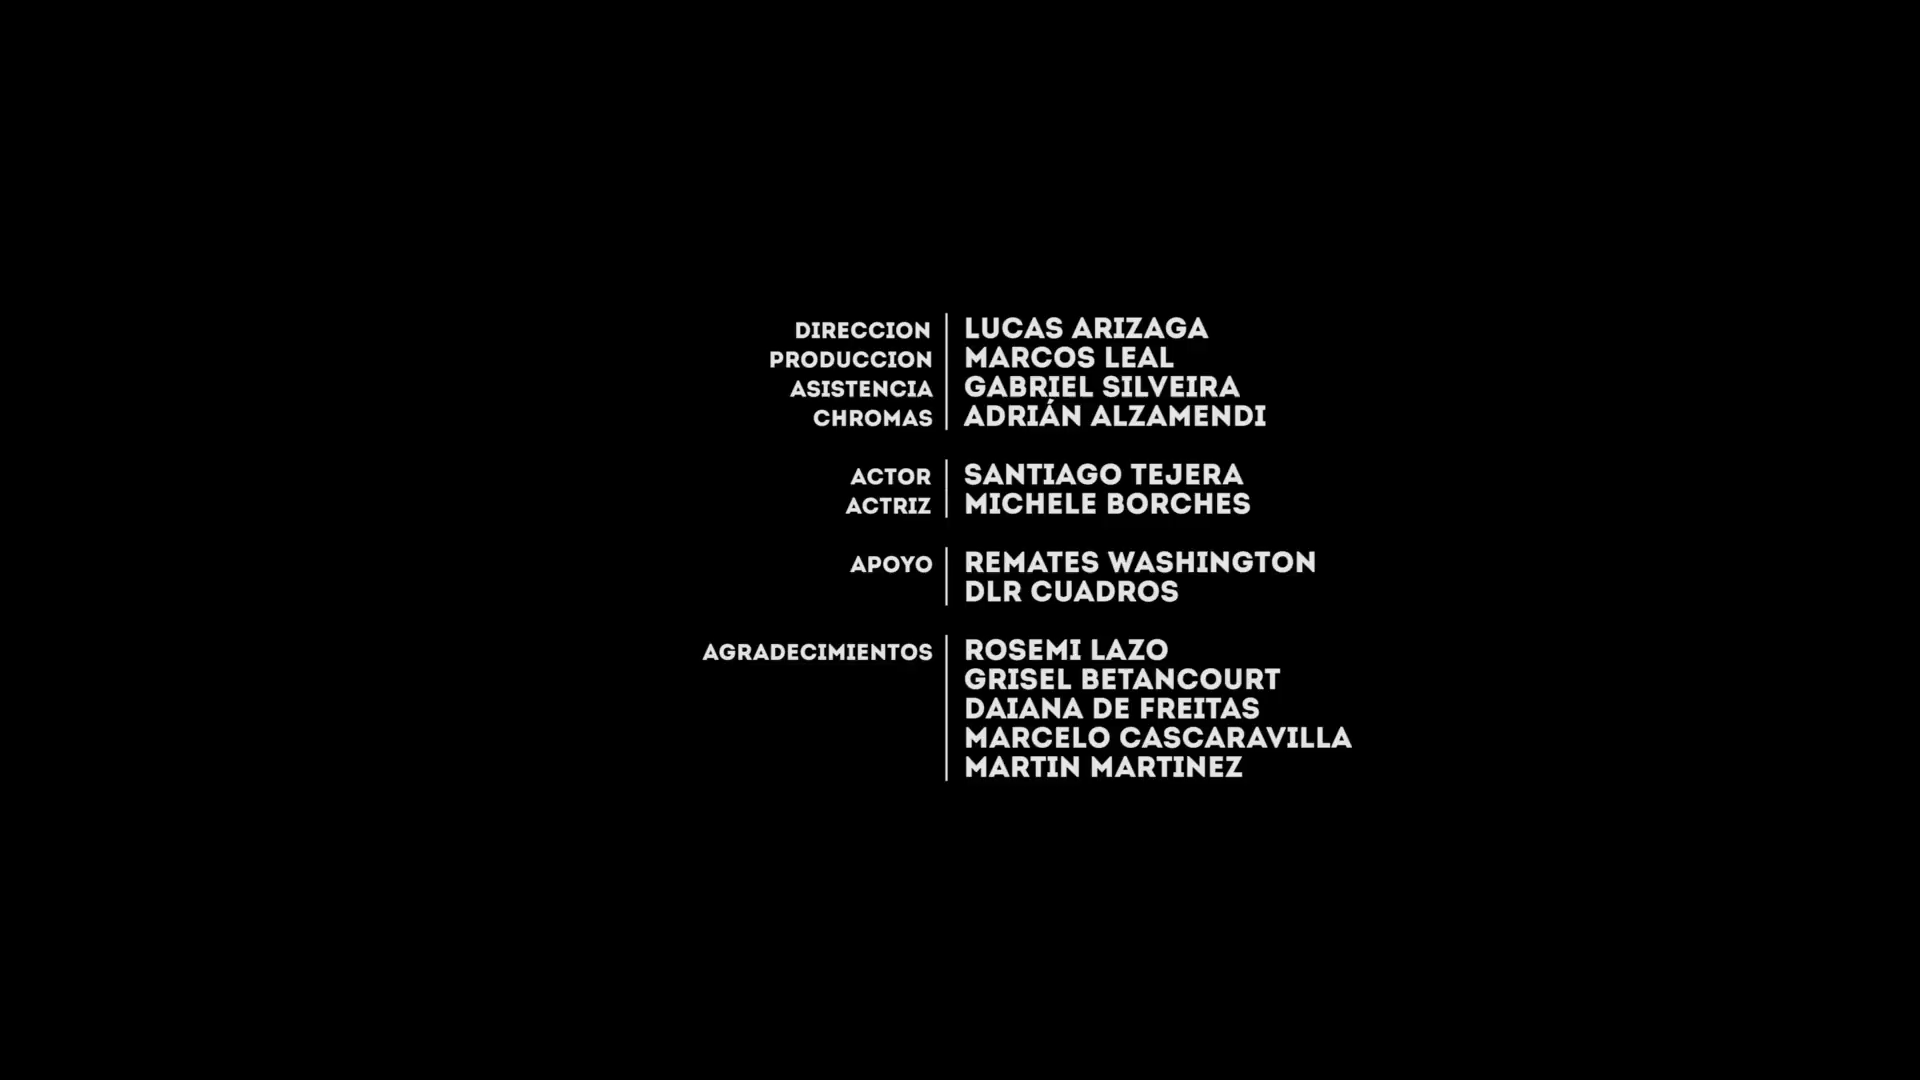 DIRECCION LUCAS ARIZAGA
PRODUCCION MARCOS LEAL
ASISTENCIA GABRIEL SILVEIRA
CHROMAS ADRIÁN ALZAMENDI
ACTOR SANTIAGO TEJERA
ACTRIZ MICHELE BORCHES
APOYO REMATES WASHINGTON
DLR CUADROS
AGRADECIMIENTOS ROSEMI LAZO
GRISEL BETANCOURT
DAIANA DE FREITAS
MARCELO CASCARAVILLA
MARTIN MARTINEZ